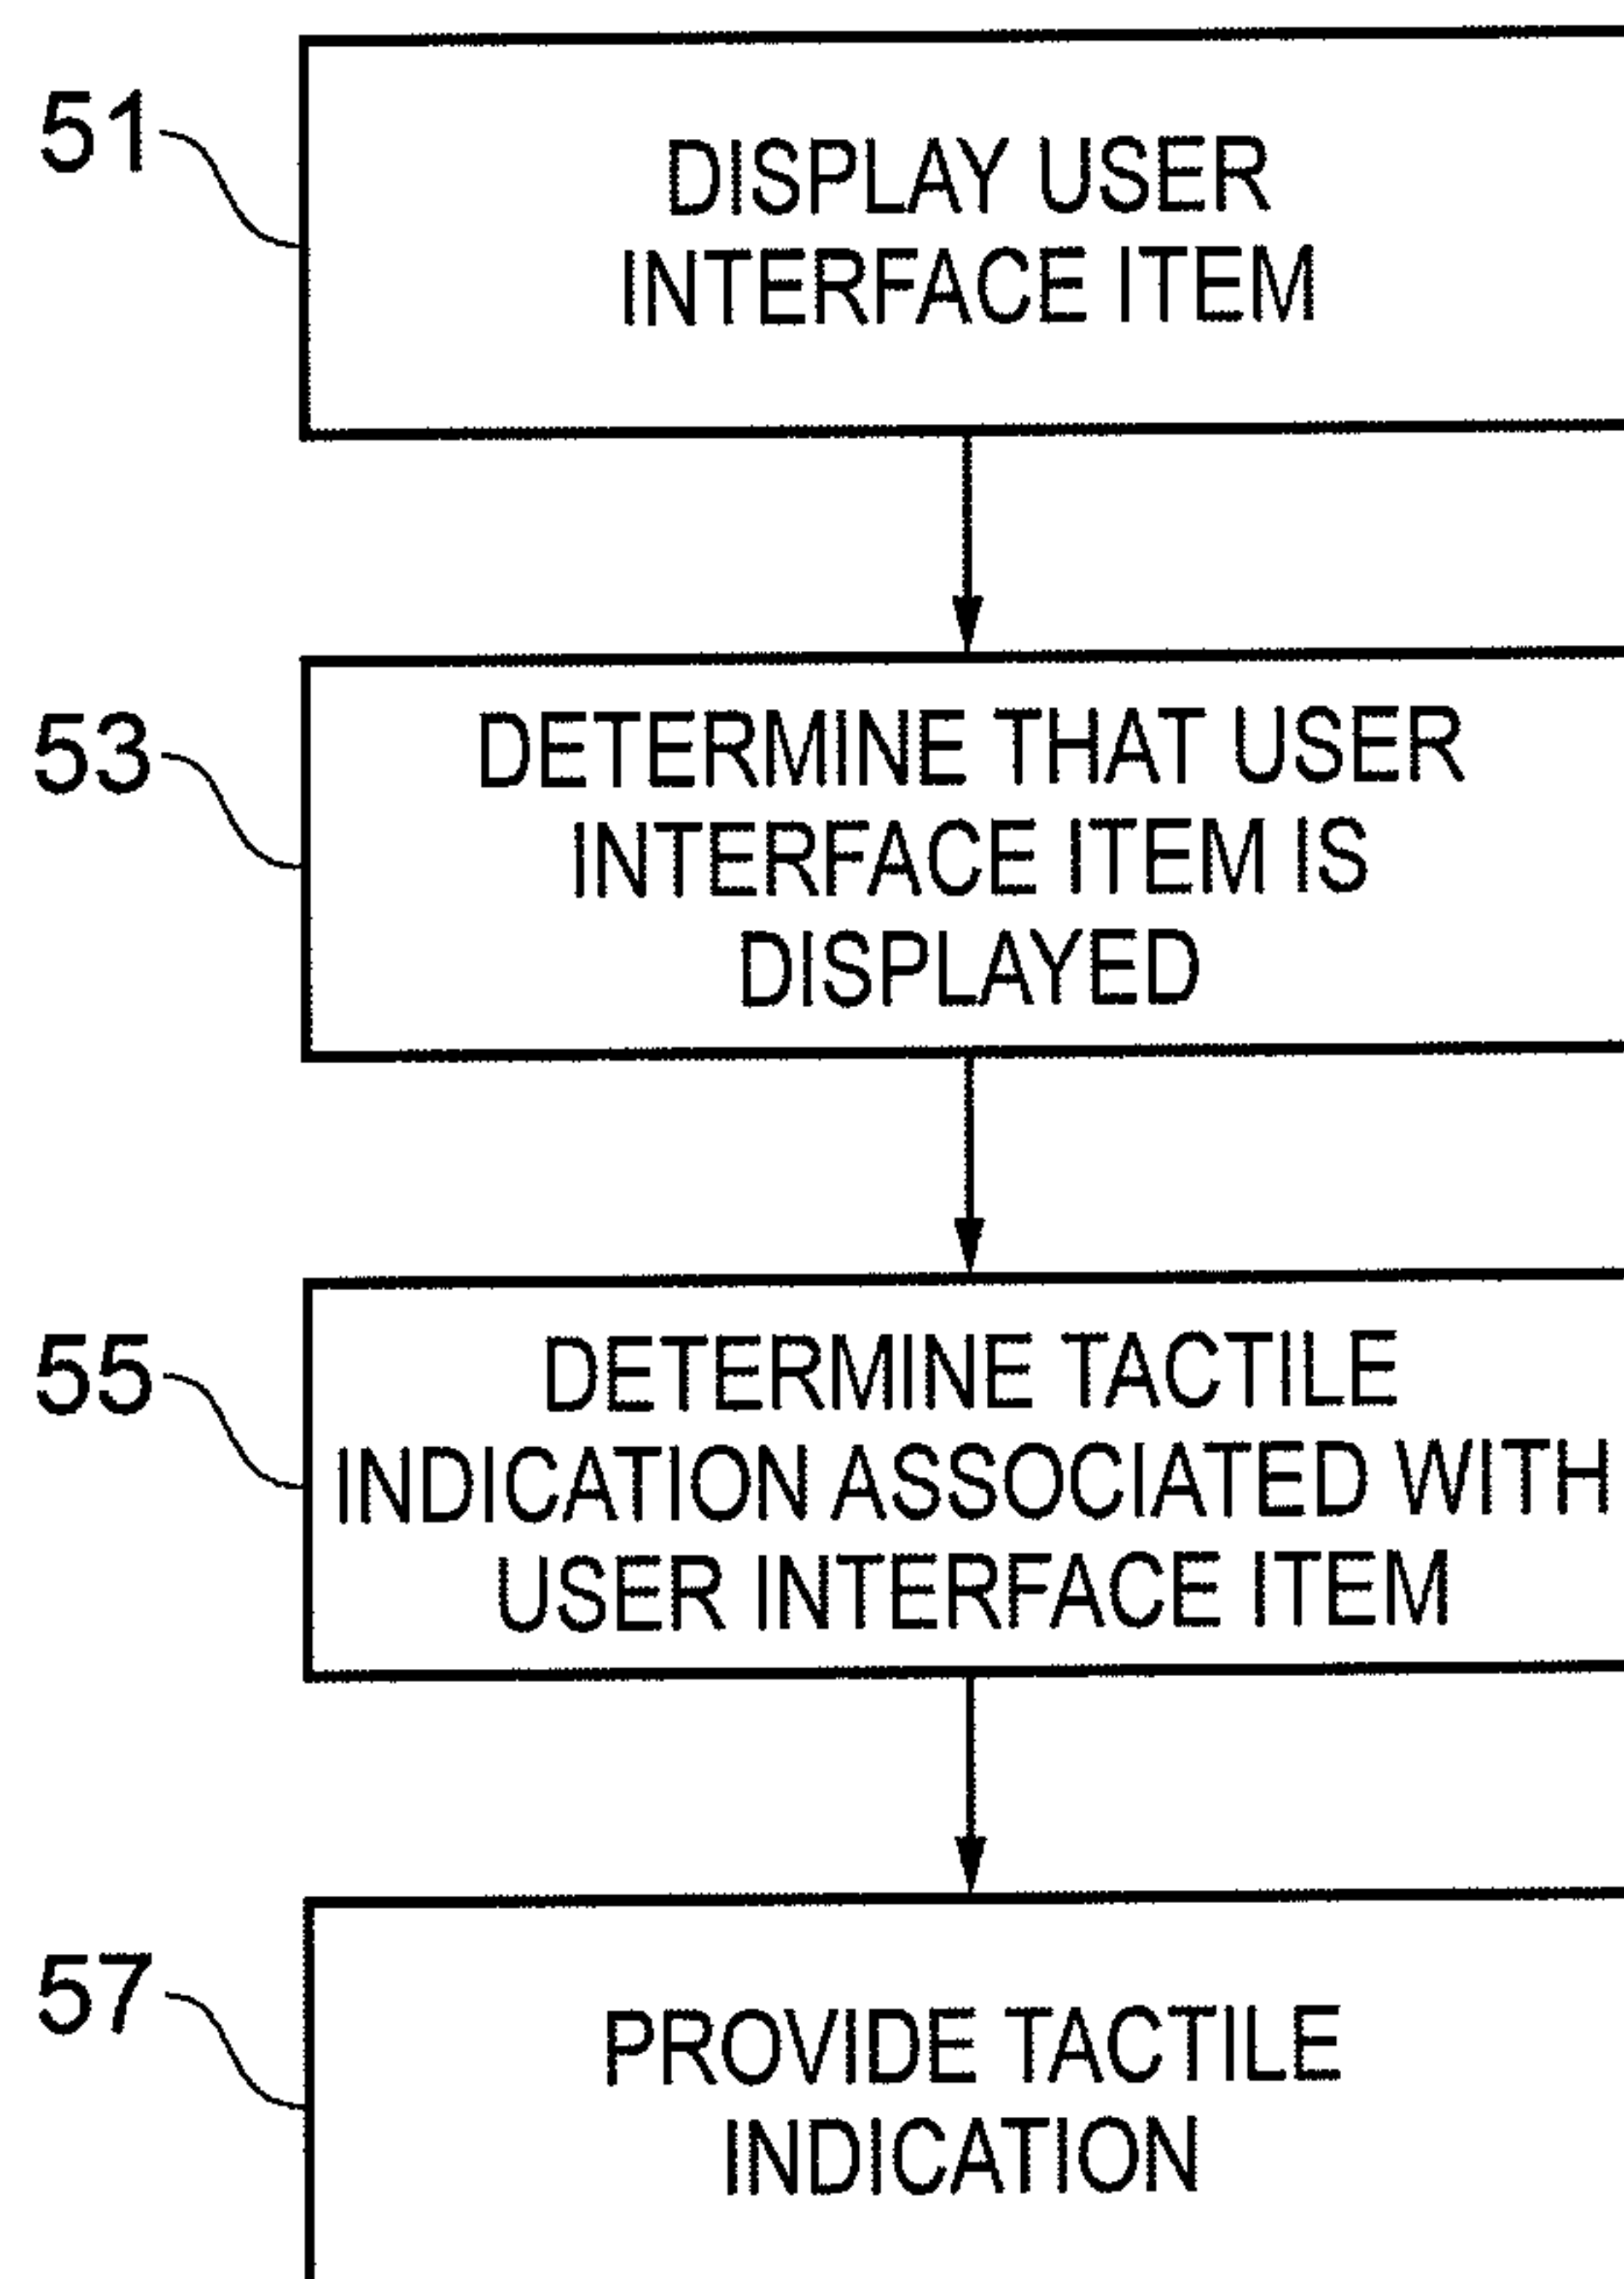 51
DISPLAY USER
INTERFACE ITEM
53
DETERMINE THAT USER
INTERFACE ITEM IS
DISPLAYED
55
DETERMINE TACTILE
INDICATION ASSOCIATED WITH
USER INTERFACE ITEM
57
PROVIDE TACTILE
INDICATION